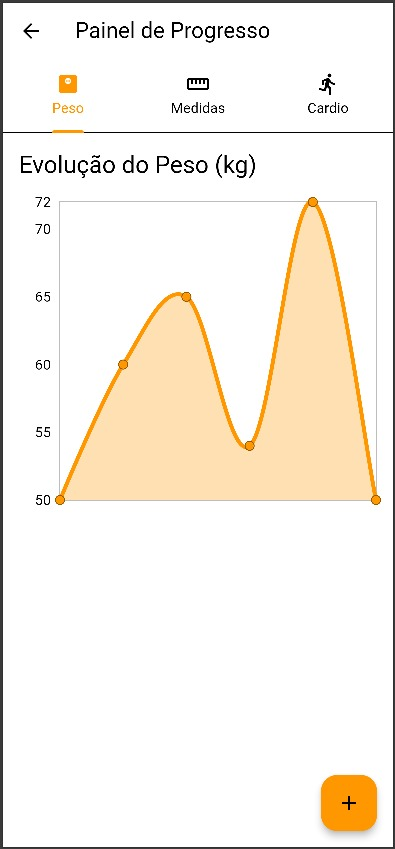 Painel de Progresso
Peso
Medidas
Cardio
Evolução do Peso (kg)
72
70
65
60
55
50